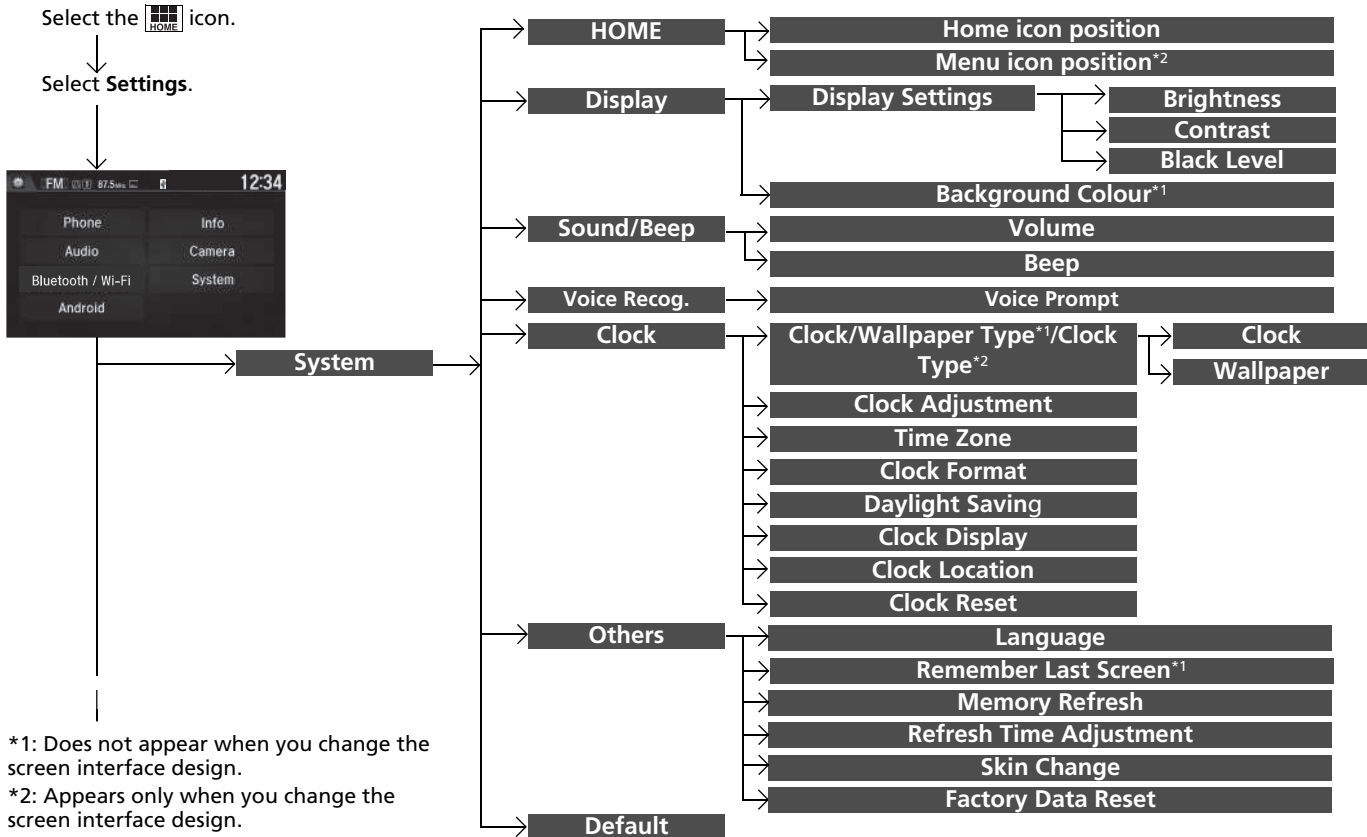 Select the HOME icon.
Select Settings.
FM 87.5MHz 12:34
Phone Info
Audio Camera
Bluetooth / Wi-Fi System
Android
System
HOME
Home icon position
Menu icon position*2
Display
Display Settings
Brightness
Contrast
Black Level
Background Colour*1
Sound/Beep
Volume
Beep
Voice Recog.
Voice Prompt
Clock
Clock/Wallpaper Type*1/Clock
Type*2
Clock
Wallpaper
Clock Adjustment
Time Zone
Clock Format
Daylight Saving
Clock Display
Clock Location
Clock Reset
Others
Language
Remember Last Screen*1
Memory Refresh
Refresh Time Adjustment
Skin Change
Factory Data Reset
Default
*1: Does not appear when you change the
screen interface design.
*2: Appears only when you change the
screen interface design.